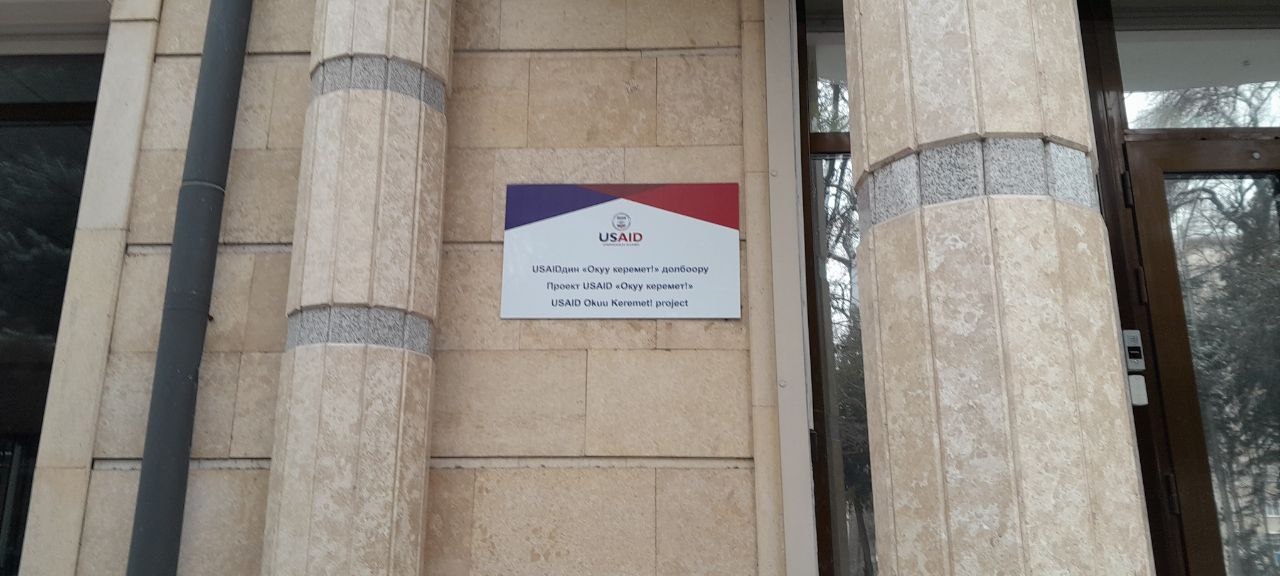 USAID
USAIDдин «Окуу керемет!» долбоору
Проект USAID «Окуу керемет!»
USAID Okuu Keremet! project